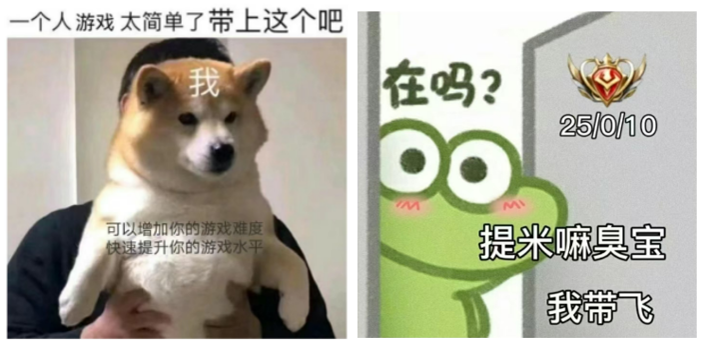 一个人游戏 太简单了带上这个吧
我
可以增加你的游戏难度
快速提升你的游戏水平
在吗?
25/0/10
提米嘛臭宝
我带飞